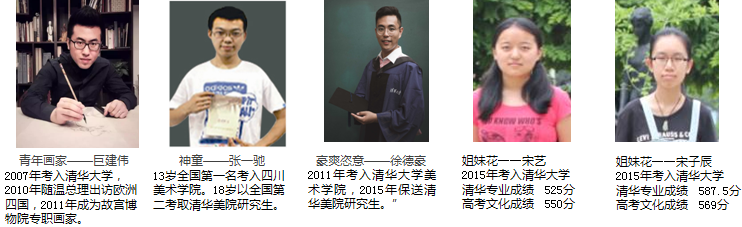 青年画家——巨建伟
2007年考入清华大学，
2010年随温总理出访欧洲
四国，2011年成为故宫博
物院专职画家。
神童——张一驰
13岁全国第一名考入四川
美术学院。18岁以全国第
二考取清华美院研究生。
豪爽恣意——徐德豪
2011年考入清华大学美
术学院，2015年保送清
华美院研究生。”
姐妹花一一宋艺
2015年考入清华大学
清华专业成绩 525分
高考文化成绩 550分
姐妹花一一宋子辰
2015年考入清华大学
清华专业成绩 587.5分
高考文化成绩 569分